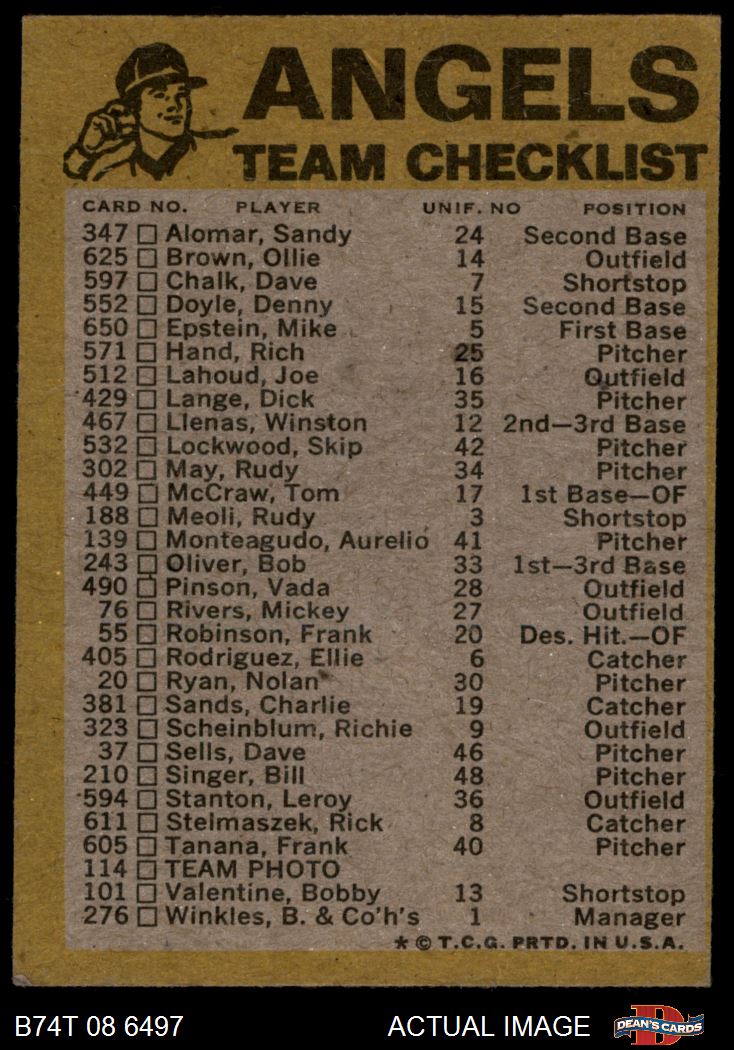 ANGELS
TEAM CHECKLIST
CARD NO. PLAYER UNIF. NO POSITION
347 Alomar, Sandy 24 Second Base
625 Brown, Ollie 14 Outfield
597 Chalk, Dave 7 Shortstop
552 Doyle, Denny 15 Second Base
650 Epstein, Mike 5 First Base
571 Hand, Rich 25 Pitcher
512 Lahoud, Joe 16 Outfield
429 Lange, Dick 35 Pitcher
467 Llenas, Winston 12 2nd—3rd Base
532 Lockwood, Skip 42 Pitcher
302 May, Rudy 34 Pitcher
449 McCraw, Tom 17 1st Base—OF
188 Meoli, Rudy 3 Shortstop
139 Monteagudo, Aurelio 41 Pitcher
243 Oliver, Bob 33 1st—3rd Base
490 Pinson, Vada 28 Outfield
76 Rivers, Mickey 27 Outfield
55 Robinson, Frank 20 Des. Hit.—OF
405 Rodriguez, Ellie 6 Catcher
20 Ryan, Nolan 30 Pitcher
381 Sands, Charlie 19 Catcher
323 Scheinblum, Richie 9 Outfield
37 Sells, Dave 46 Pitcher
210 Singer, Bill 48 Pitcher
594 Stanton, Leroy 36 Outfield
611 Stelmaszek, Rick 8 Catcher
605 Tanana, Frank 40 Pitcher
114 TEAM PHOTO
101 Valentine, Bobby 13 Shortstop
276 Winkles, B. & Co'h's 1 Manager
* © T.C.G. PRTD. IN U.S.A.
B74T 08 6497 ACTUAL IMAGE D DEAN'S CARDS